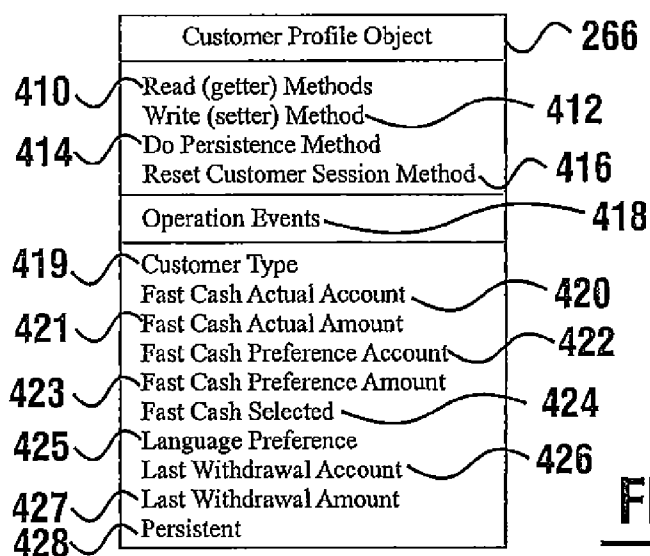 Customer Profile Object 266
410 Read (getter) Methods
Write (setter) Method 412
414 Do Persistence Method
Reset Customer Session Method 416
Operation Events 418
419 Customer Type
Fast Cash Actual Account 420
421 Fast Cash Actual Amount
Fast Cash Preference Account 422
423 Fast Cash Preference Amount
Fast Cash Selected 424
425 Language Preference
Last Withdrawal Account 426
427 Last Withdrawal Amount
428 Persistent